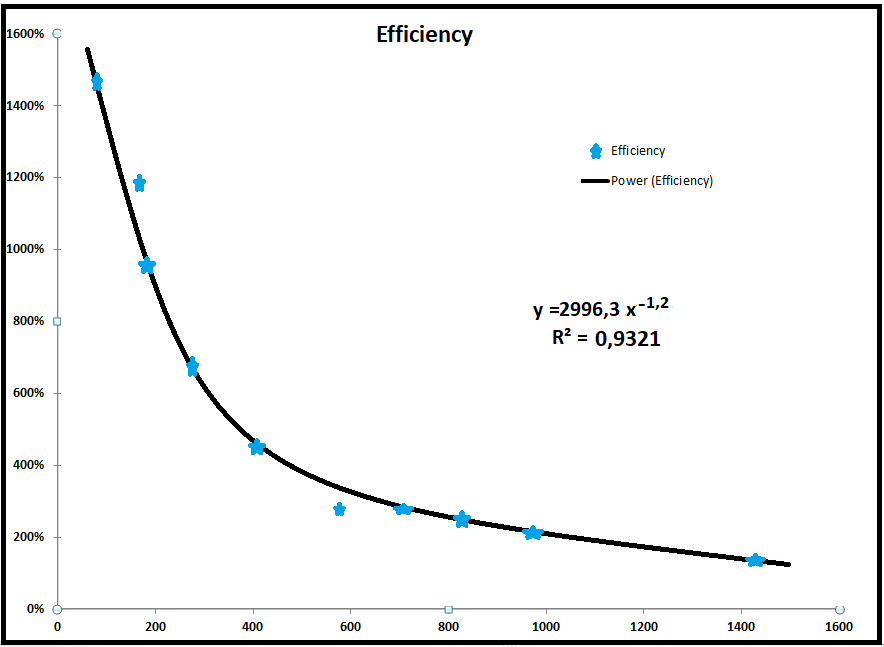 Efficiency
1600%
1400%
1200%
1000%
800%
600%
400%
200%
0%
Efficiency
Power (Efficiency)
y =2996,3 x⁻¹,²
R² = 0,9321
0 200 400 600 800 1000 1200 1400 1600